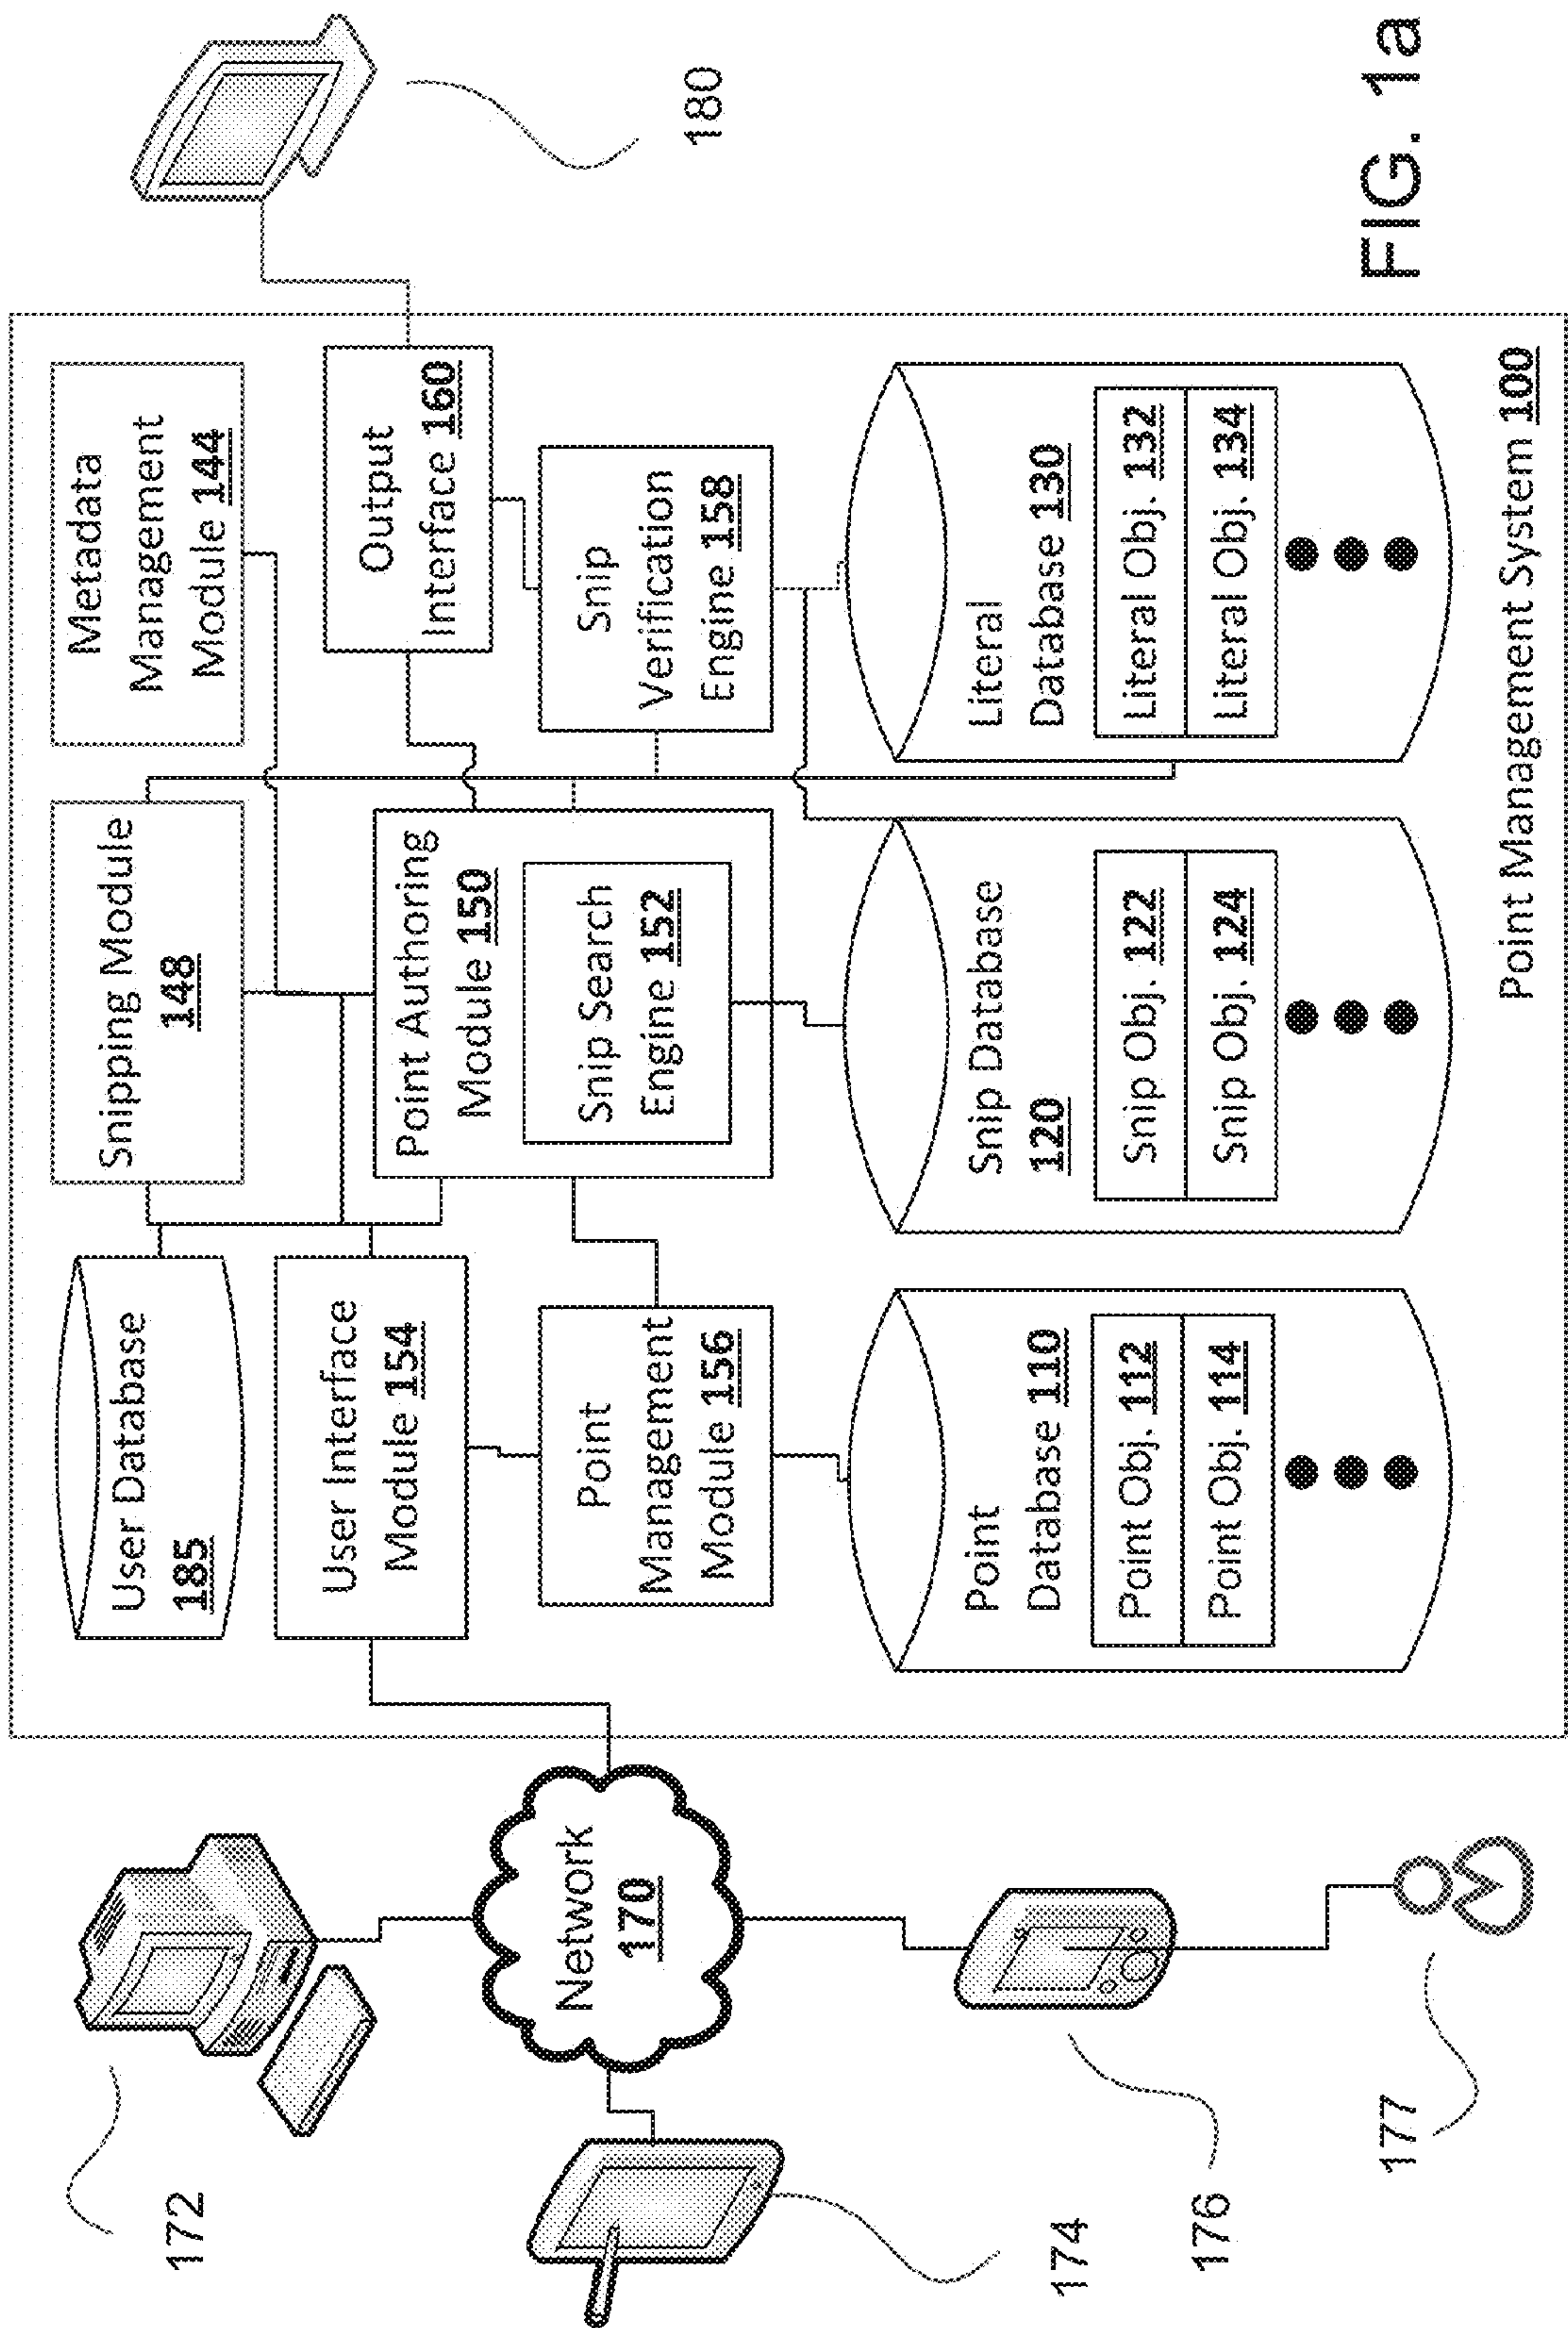 172
174
Network
170
176
177
User Database
185
User Interface
Module 154
Point
Management
Module 156
Point
Database 110
Point Obj. 112
Point Obj. 114
Snipping Module
148
Point Authoring
Module 150
Snip Search
Engine 152
Snip Database
120
Snip Obj. 122
Snip Obj. 124
Metadata
Management
Module 144
Output
Interface 160
Snip
Verification
Engine 158
Literal
Database 130
Literal Obj. 132
Literal Obj. 134
Point Management System 100
180
FIG. 1a